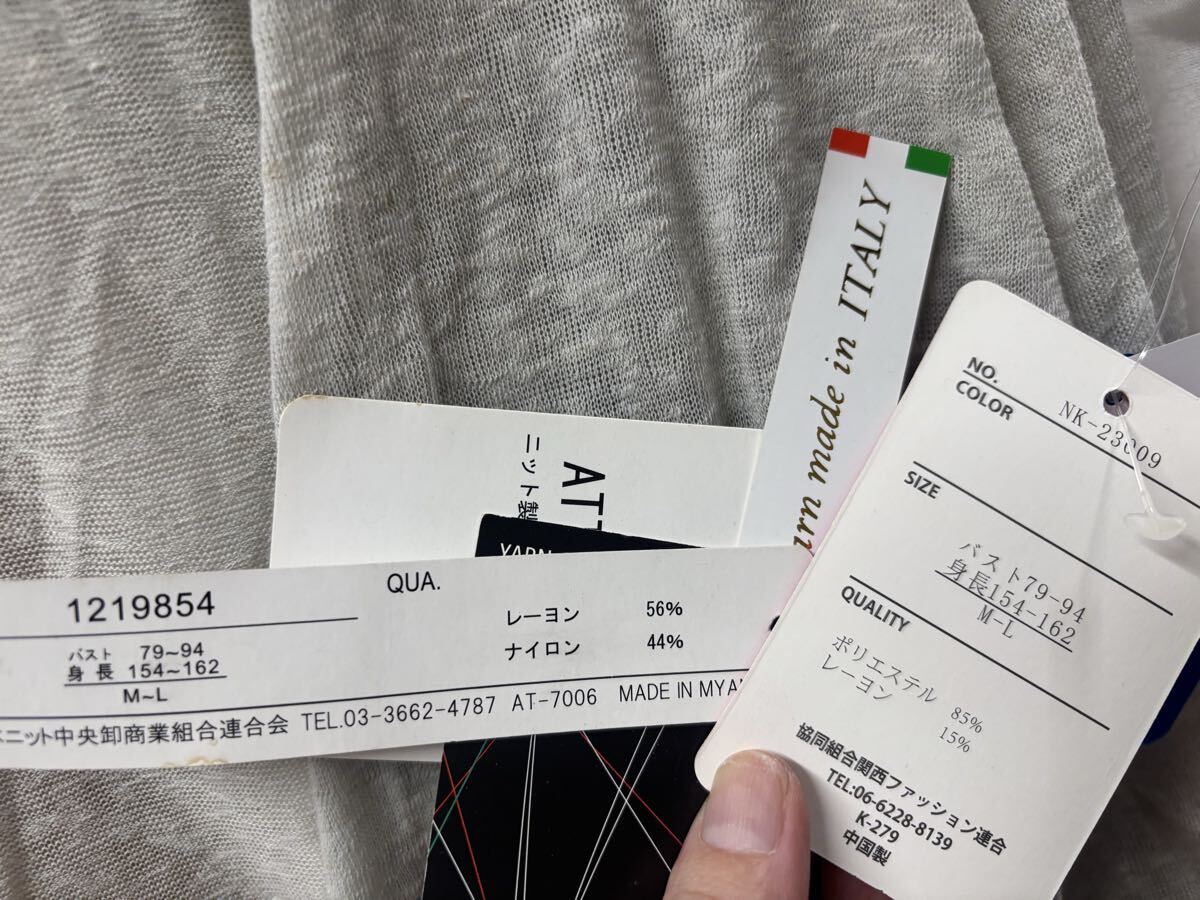 arn made in ITALY
ATT
ニット製
YARN
1219854
QUA.
レーヨン 56%
ナイロン 44%
バスト 79~94
身長 154~162
M~L
ニット中央卸商業組合連合会 TEL.03-3662-4787 AT-7006 MADE IN MYA
NO. NK-23009
COLOR
SIZE
バスト79-94
身長154-162
M-L
QUALITY
ポリエステル 85%
レーヨン 15%
協同組合関西ファッション連合
TEL:06-6228-8139
K-279
中国製